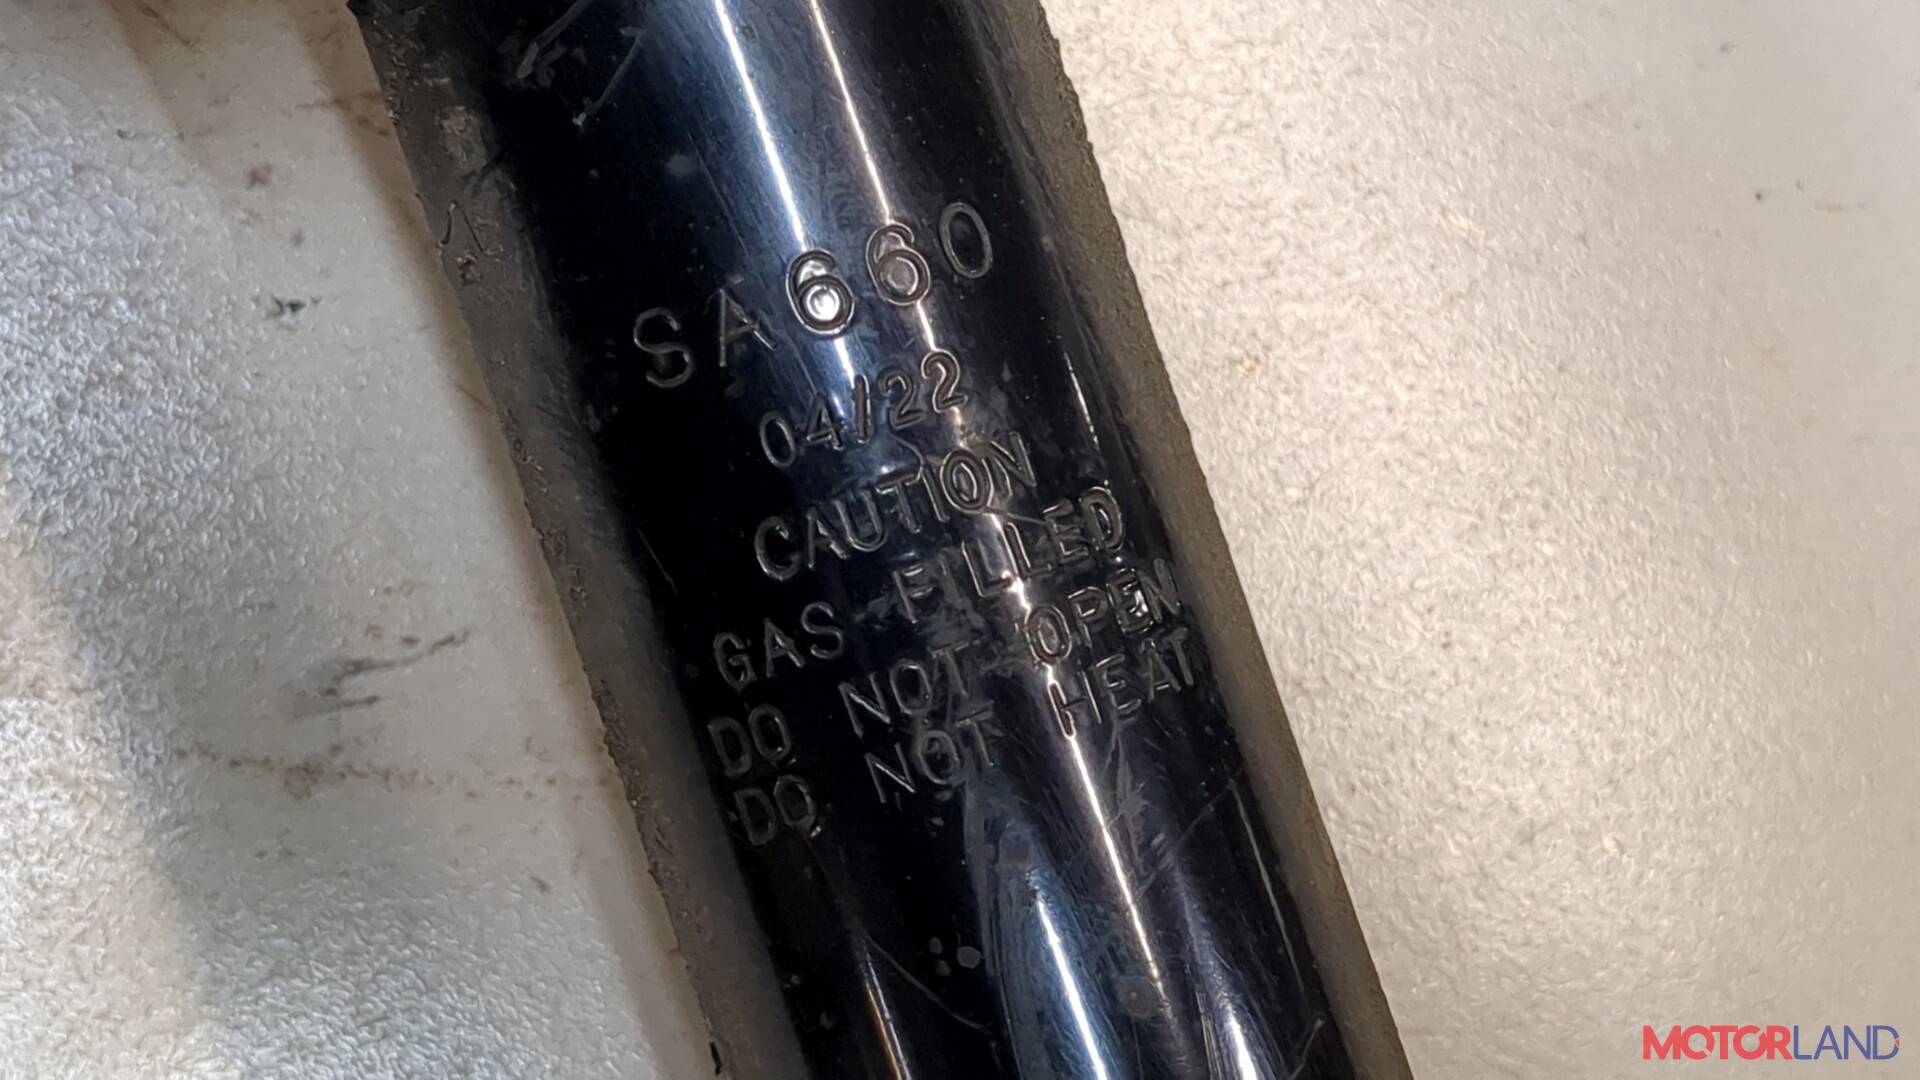 SA660
04/22
CAUTION
GAS FILLED
DO NOT OPEN
DO NOT HEAT
MOTORLAND